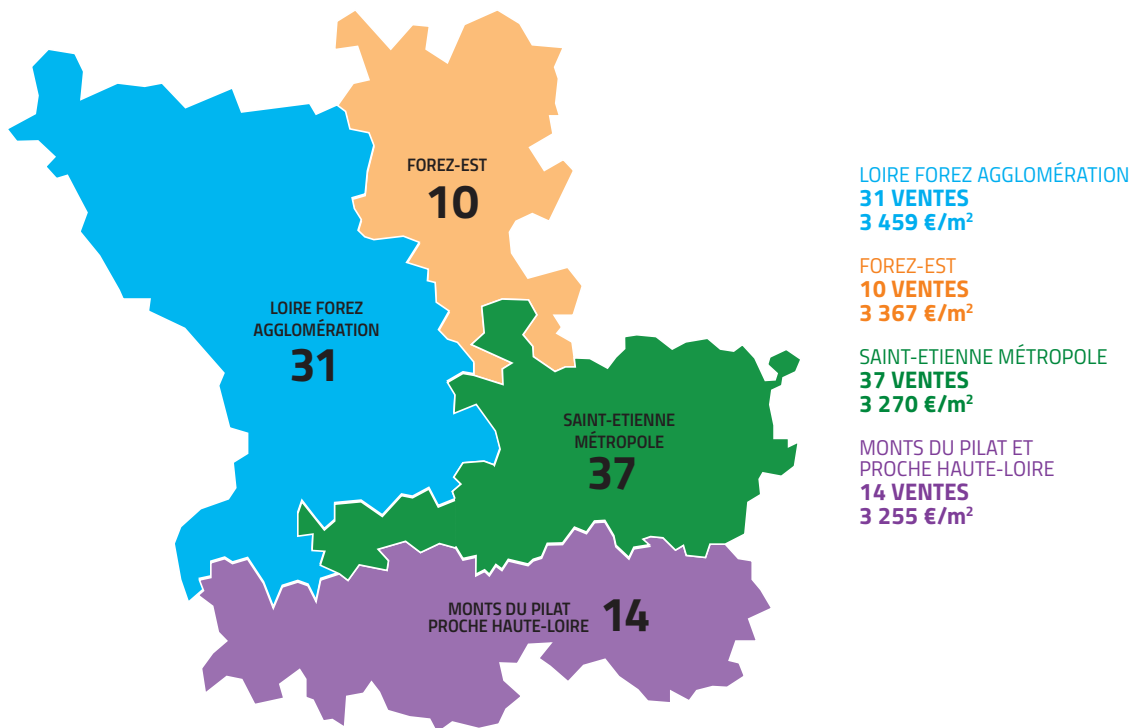 FOREZ-EST
10
LOIRE FOREZ
AGGLOMÉRATION
31
SAINT-ETIENNE
MÉTROPOLE
37
MONTS DU PILAT
PROCHE HAUTE-LOIRE
14
LOIRE FOREZ AGGLOMÉRATION
31 VENTES
3 459 €/m²
FOREZ-EST
10 VENTES
3 367 €/m²
SAINT-ETIENNE MÉTROPOLE
37 VENTES
3 270 €/m²
MONTS DU PILAT ET
PROCHE HAUTE-LOIRE
14 VENTES
3 255 €/m²